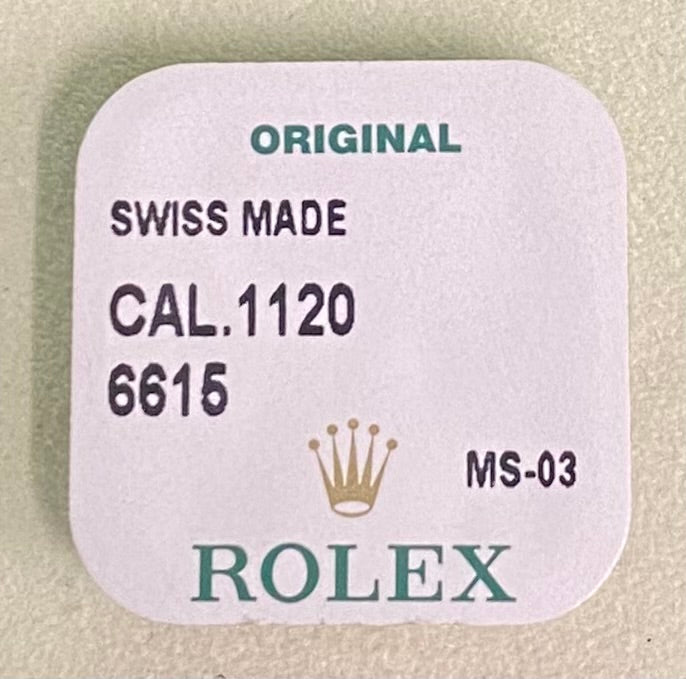 ORIGINAL
SWISS MADE
CAL.1120
6615
MS-03
ROLEX